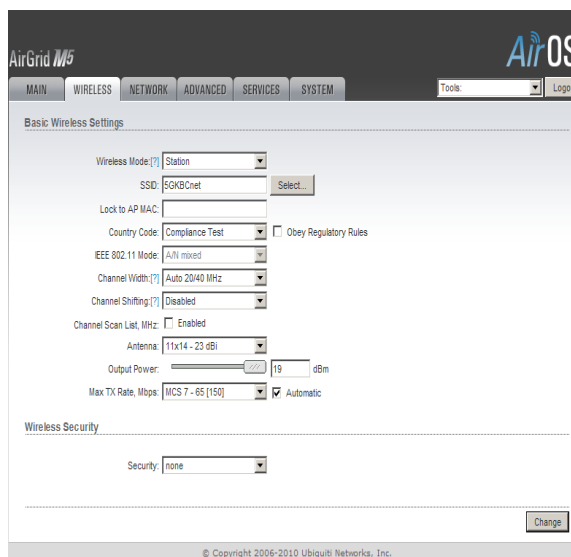 AirGrid M5
AirOS
MAIN WIRELESS NETWORK ADVANCED SERVICES SYSTEM Tools: Logo
Basic Wireless Settings
Wireless Mode:[?] Station
SSID: 5GKBCnet Select...
Lock to AP MAC:
Country Code: Compliance Test Obey Regulatory Rules
IEEE 802.11 Mode: A/N mixed
Channel Width:[?] Auto 20/40 MHz
Channel Shifting:[?] Disabled
Channel Scan List, MHz: Enabled
Antenna: 11x14 - 23 dBi
Output Power: 19 dBm
Max TX Rate, Mbps: MCS 7 - 65 [150] Automatic
Wireless Security
Security: none
Change
© Copyright 2006-2010 Ubiquiti Networks, Inc.